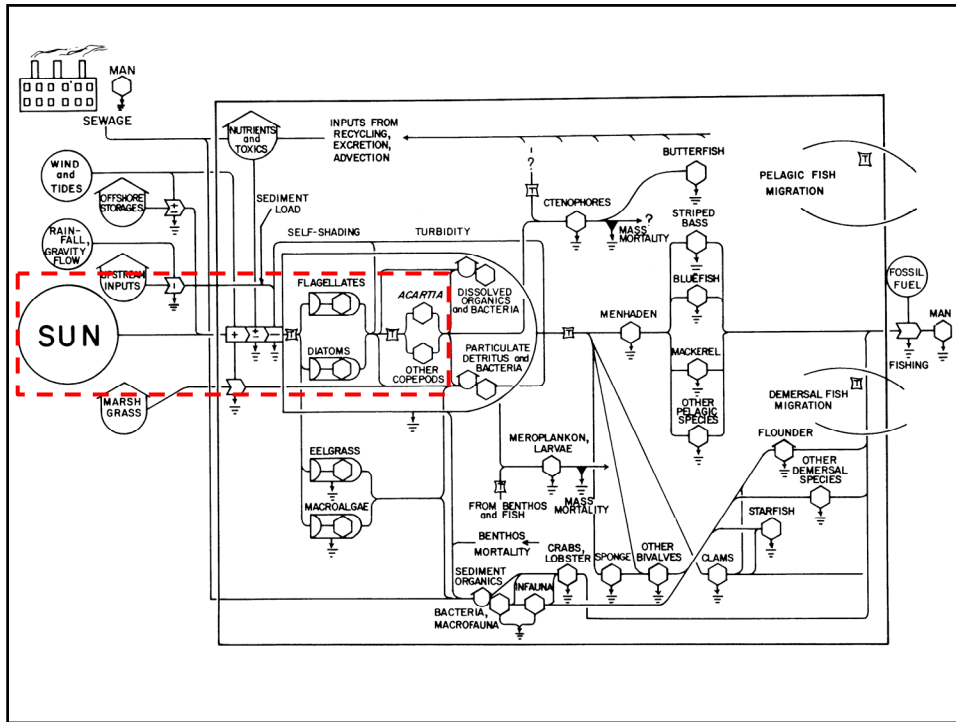 MAN
SEWAGE
NUTRIENTS
and
TOXICS
INPUTS FROM
RECYCLING,
EXCRETION,
ADVECTION
WIND
and
TIDES
OFFSHORE
STORAGES
+
-
RAIN-
FALL,
GRAVITY
FLOW
UPSTREAM
INPUTS
-
SEDIMENT
LOAD
SELF-SHADING
TURBIDITY
SUN
+
±
-
T
FLAGELLATES
DIATOMS
T
ACARTIA
OTHER
COPEPODS
DISSOLVED
ORGANICS
and BACTERIA
PARTICULATE
DETRITUS and
BACTERIA
MARSH
GRASS
?
T
CTENOPHORES
?
MASS
MORTALITY
BUTTERFISH
STRIPED
BASS
BLUEFISH
T
MENHADEN
MACKEREL
OTHER
PELAGIC
SPECIES
T
PELAGIC FISH
MIGRATION
FOSSIL
FUEL
MAN
FISHING
T
DEMERSAL FISH
MIGRATION
FLOUNDER
OTHER
DEMERSAL
SPECIES
STARFISH
EELGRASS
MACROALGAE
MEROPLANKON,
LARVAE
T
FROM BENTHOS
and FISH
MASS
MORTALITY
BENTHOS
MORTALITY
SEDIMENT
ORGANICS
BACTERIA,
MACROFAUNA
INFAUNA
CRABS,
LOBSTER
SPONGE
OTHER
BIVALVES
CLAMS